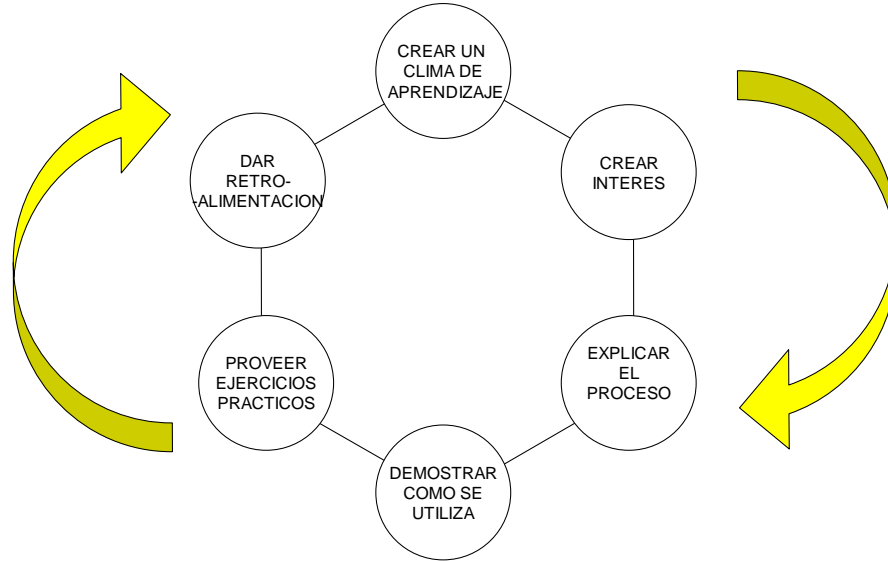 CREAR UN
CLIMA DE
APRENDIZAJE
CREAR
INTERES
EXPLICAR
EL
PROCESO
DEMOSTRAR
COMO SE
UTILIZA
PROVEER
EJERCICIOS
PRACTICOS
DAR
RETRO-
-ALIMENTACION